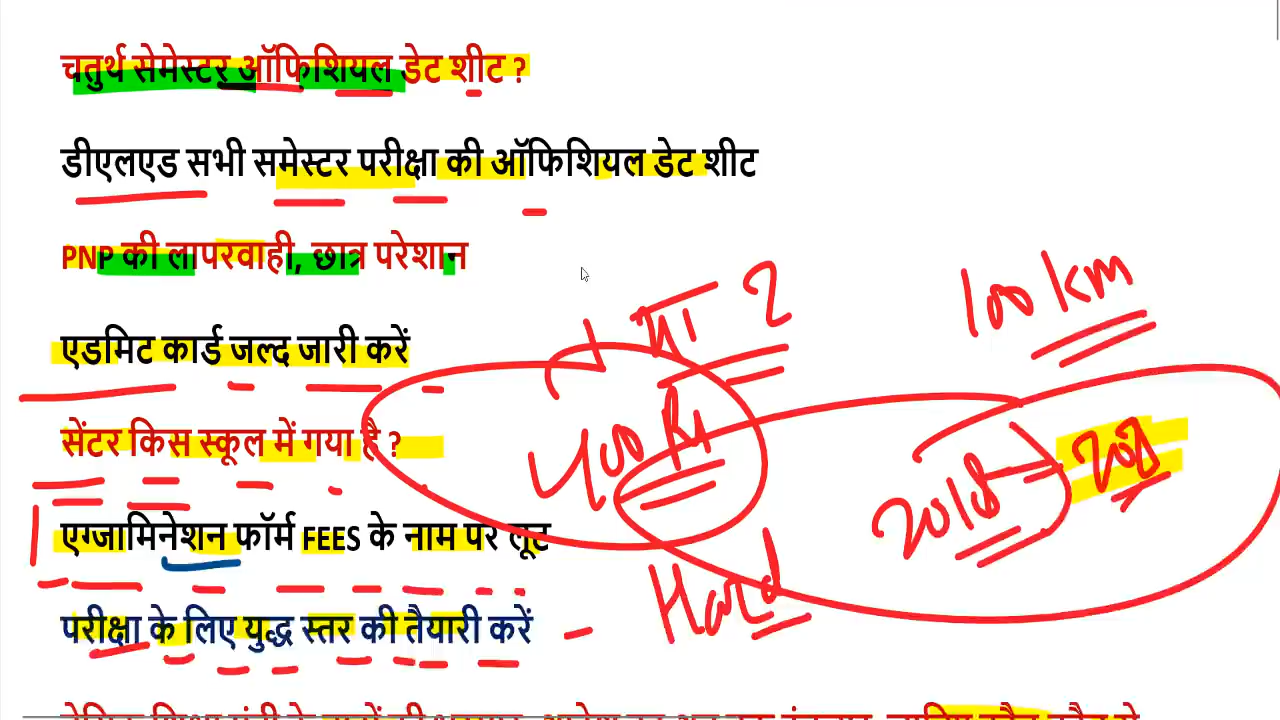 चतुर्थ सेमेस्टर ऑफिशियल डेट शीट ?
डीएलएड सभी समेस्टर परीक्षा की ऑफिशियल डेट शीट
PNP की लापरवाही, छात्र परेशान
एडमिट कार्ड जल्द जारी करें
सेंटर किस स्कूल में गया है ?
एग्जामिनेशन फॉर्म FEES के नाम पर लूट
परीक्षा के लिए युद्ध स्तर की तैयारी करें
100 km
400 Rs
2018
Hard